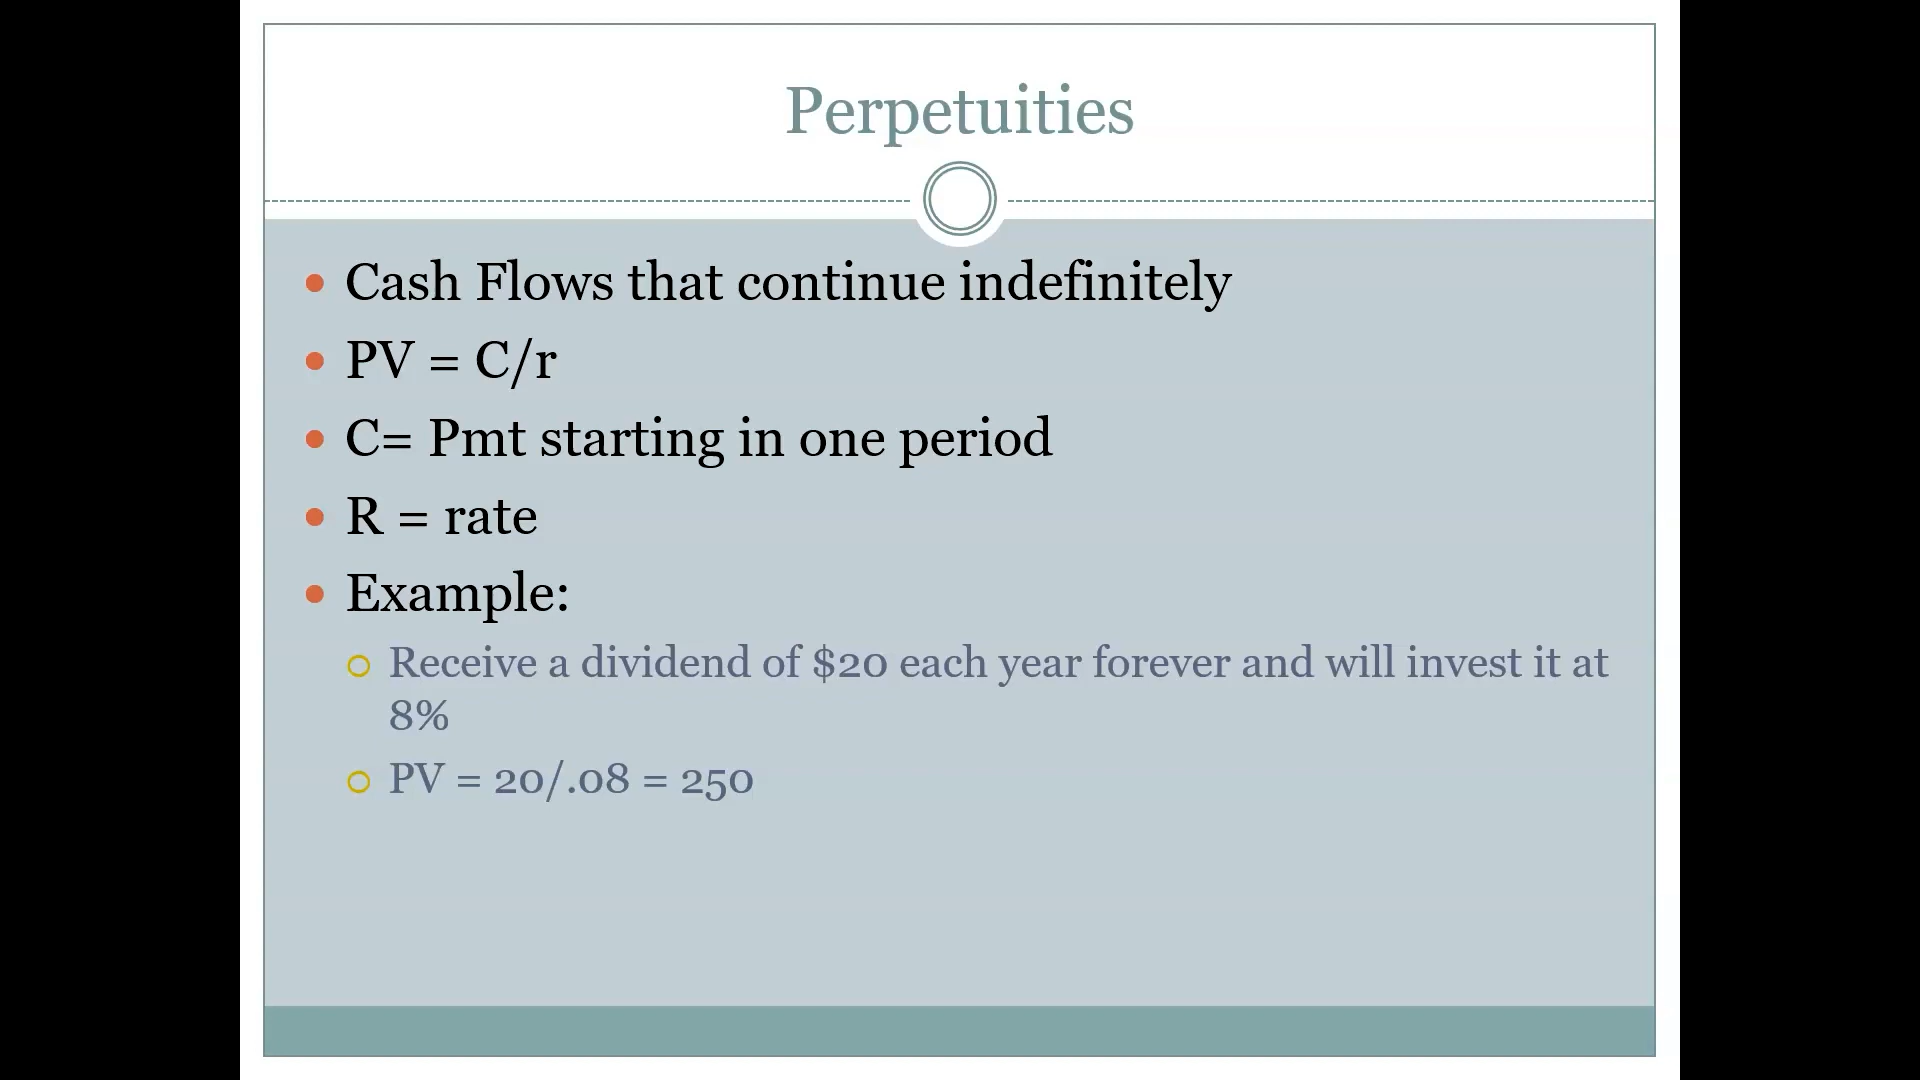 Perpetuities
Cash Flows that continue indefinitely
PV = C/r
C= Pmt starting in one period
R = rate
Example:
Receive a dividend of $20 each year forever and will invest it at
8%
PV = 20/.08 = 250